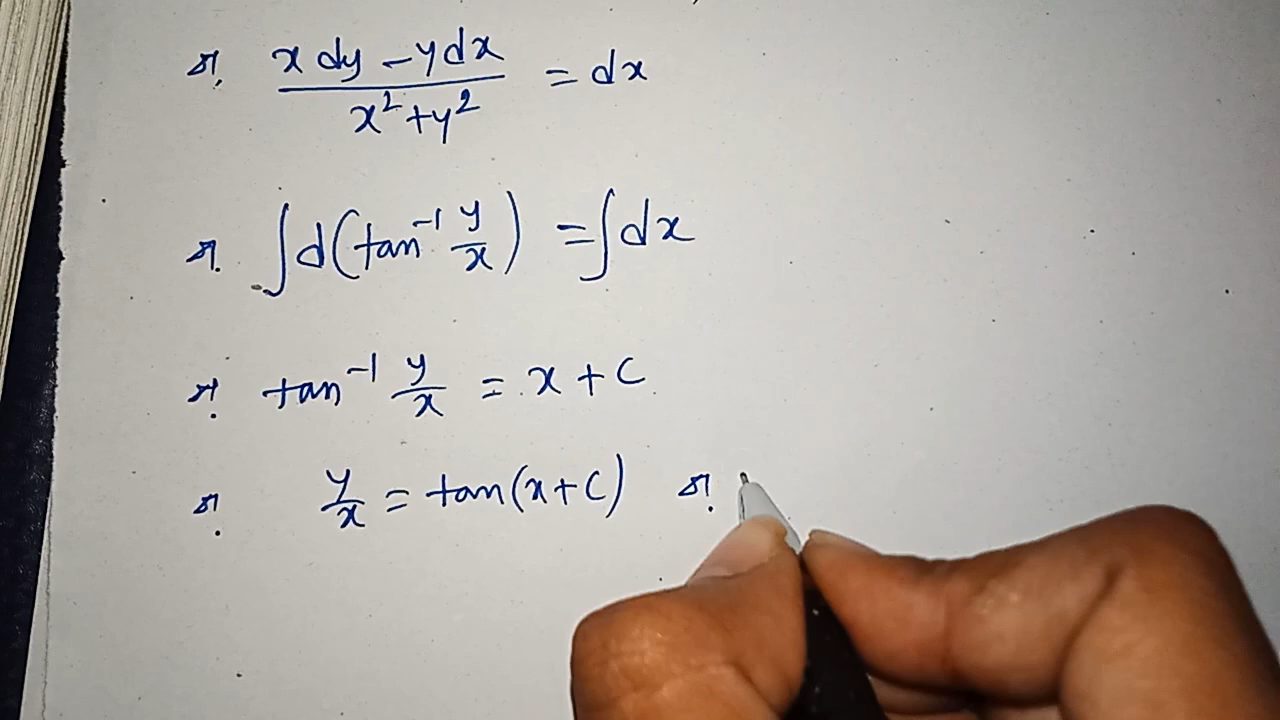 বা, (x dy - y dx)/(x² + y²) = dx
বা, ∫d(tan⁻¹ y/x) = ∫dx
বা, tan⁻¹ y/x = x + c
বা, y/x = tan(x + c) বা,